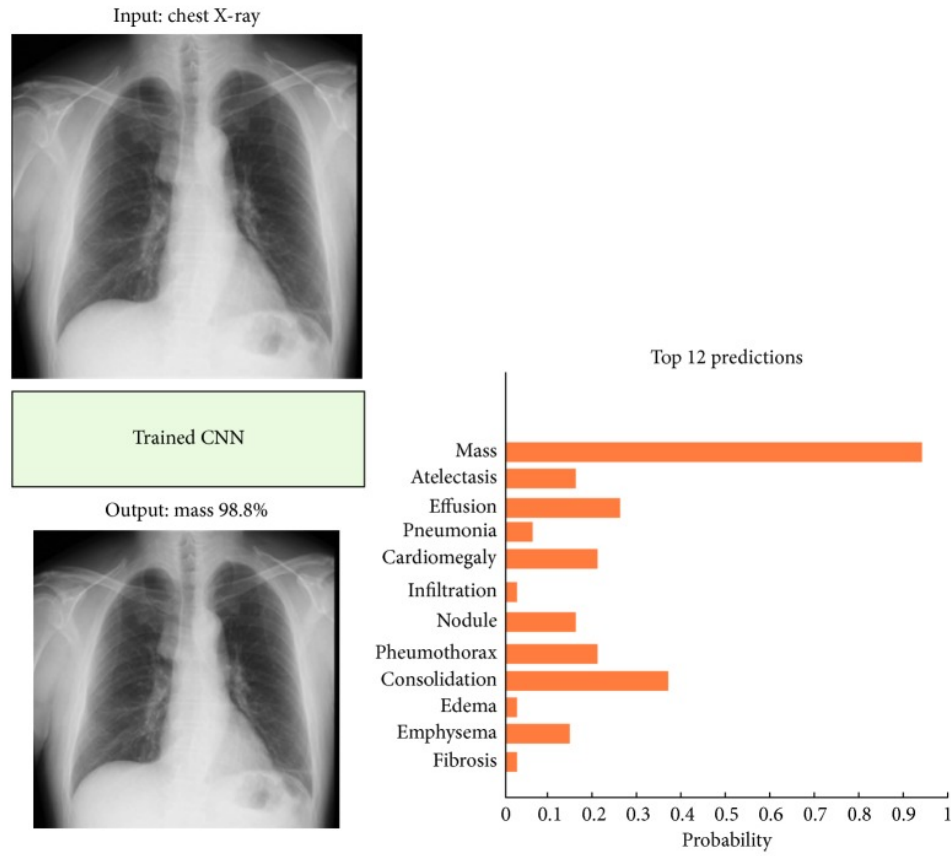 Input: chest X-ray
Trained CNN
Output: mass 98.8%
Top 12 predictions
Mass
Atelectasis
Effusion
Pneumonia
Cardiomegaly
Infiltration
Nodule
Pheumothorax
Consolidation
Edema
Emphysema
Fibrosis
0 0.1 0.2 0.3 0.4 0.5 0.6 0.7 0.8 0.9 1
Probability